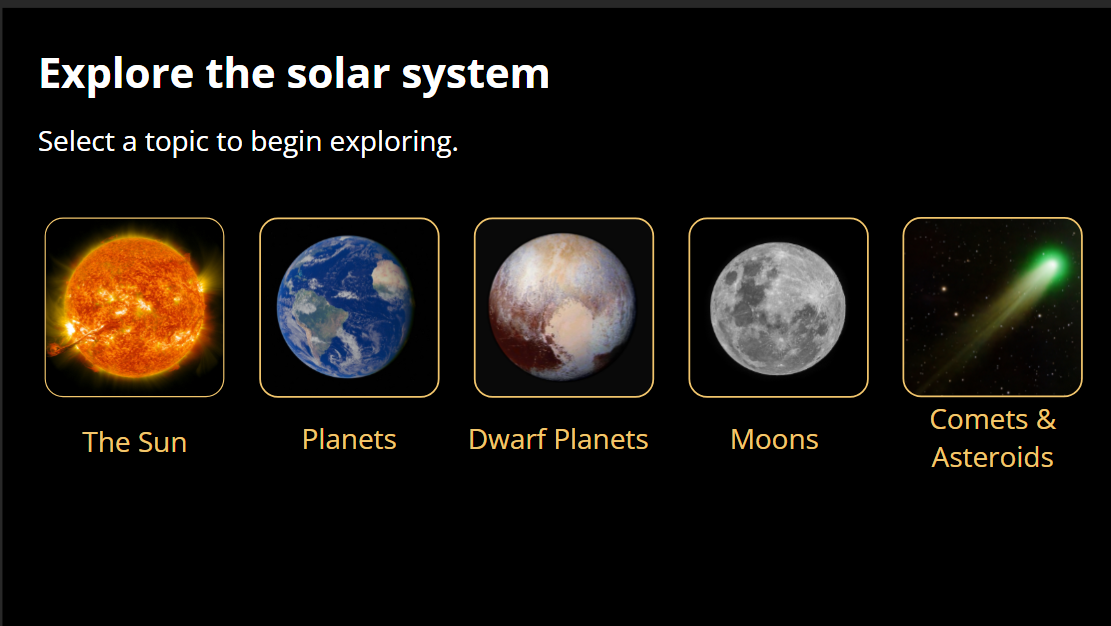 Explore the solar system
Select a topic to begin exploring.
The Sun
Planets
Dwarf Planets
Moons
Comets &
Asteroids